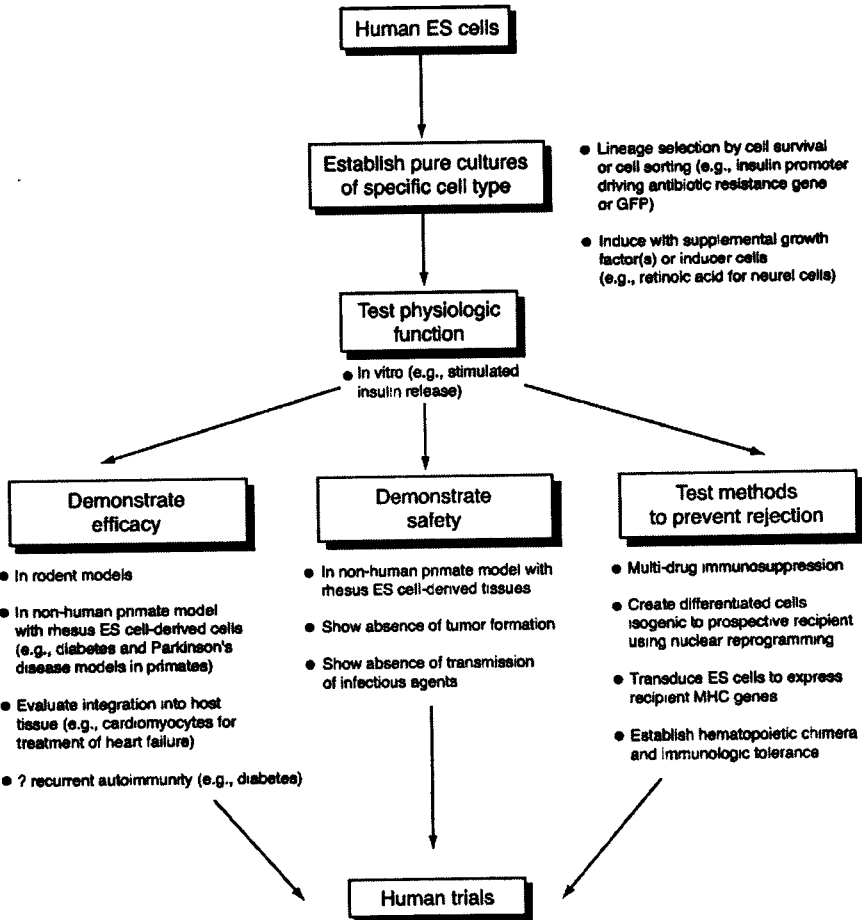 Human ES cells
Establish pure cultures
of specific cell type
● Lineage selection by cell survival
or cell sorting (e.g., insulin promoter
driving antibiotic resistance gene
or GFP)
● Induce with supplemental growth
factor(s) or inducer cells
(e.g., retinoic acid for neurel cells)
Test physiologic
function
● In vitro (e.g., stimulated
insulin release)
Demonstrate
efficacy
● In rodent models
● In non-human primate model
with rhesus ES cell-derived cells
(e.g., diabetes and Parkinson's
disease models in primates)
● Evaluate integration into host
tissue (e.g., cardiomyocytes for
treatment of heart failure)
● ? recurrent autoimmunity (e.g., diabetes)
Demonstrate
safety
● In non-human primate model with
rhesus ES cell-derived tissues
● Show absence of tumor formation
● Show absence of transmission
of infectious agents
Test methods
to prevent rejection
● Multi-drug immunosuppression
● Create differentiated cells
isogenic to prospective recipient
using nuclear reprogramming
● Transduce ES cells to express
recipient MHC genes
● Establish hematopoietic chimera
and immunologic tolerance
Human trials